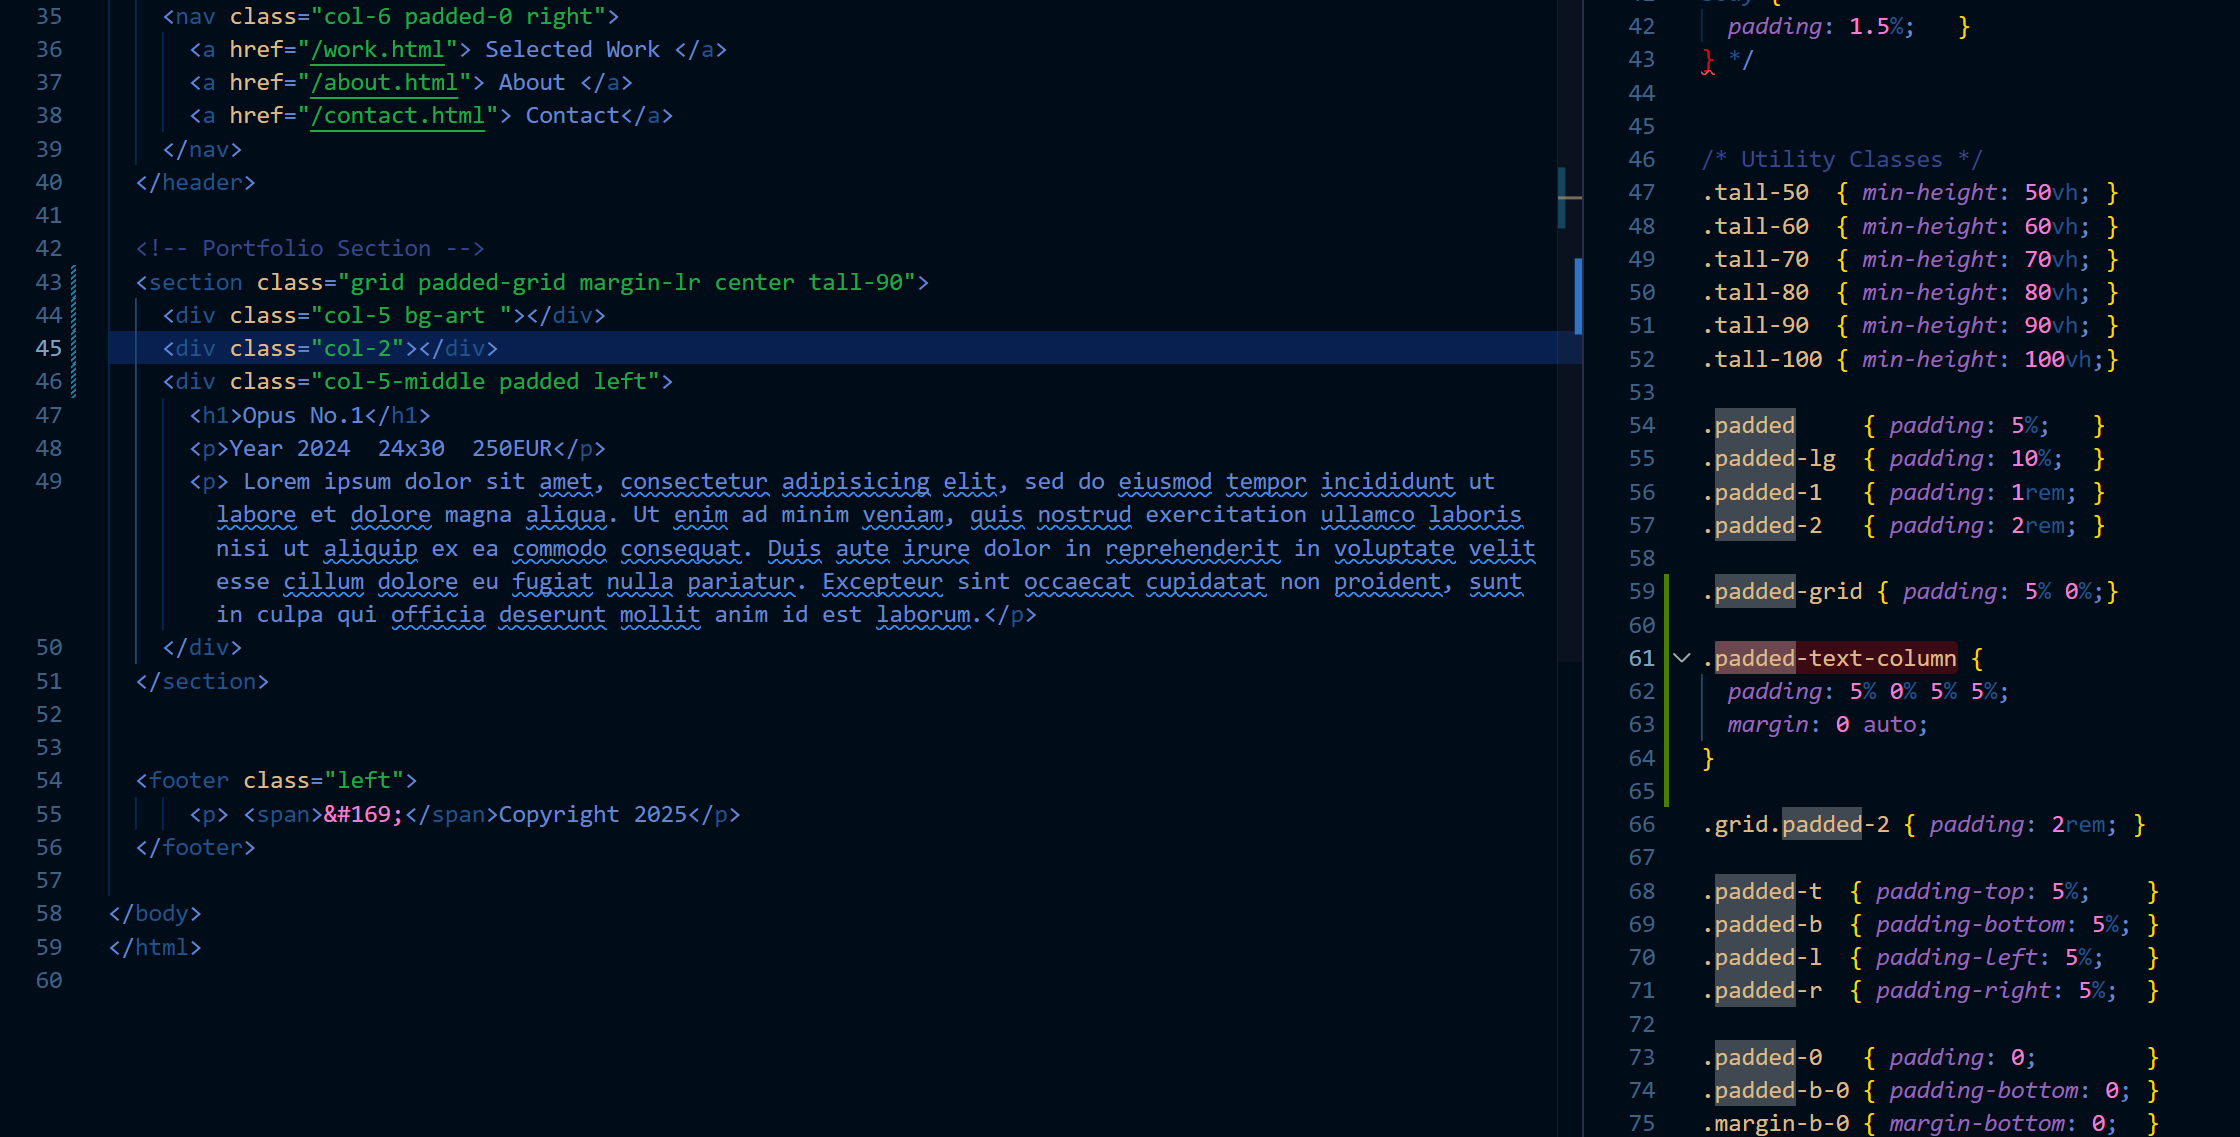 35 <nav class="col-6 padded-0 right">
36 <a href="/work.html"> Selected Work </a>
37 <a href="/about.html"> About </a>
38 <a href="/contact.html"> Contact</a>
39 </nav>
40 </header>
41
42 <!-- Portfolio Section -->
43 <section class="grid padded-grid margin-lr center tall-90">
44 <div class="col-5 bg-art "></div>
45 <div class="col-2"></div>
46 <div class="col-5-middle padded left">
47 <h1>Opus No.1</h1>
48 <p>Year 2024  24x30  250EUR</p>
49 <p> Lorem ipsum dolor sit amet, consectetur adipisicing elit, sed do eiusmod tempor incididunt ut
labore et dolore magna aliqua. Ut enim ad minim veniam, quis nostrud exercitation ullamco laboris
nisi ut aliquip ex ea commodo consequat. Duis aute irure dolor in reprehenderit in voluptate velit
esse cillum dolore eu fugiat nulla pariatur. Excepteur sint occaecat cupidatat non proident, sunt
in culpa qui officia deserunt mollit anim id est laborum.</p>
50 </div>
51 </section>
52
53
54 <footer class="left">
55 <p> <span>&#169;</span>Copyright 2025</p>
56 </footer>
57
58 </body>
59 </html>
60
42 padding: 1.5%;   }
43 } */
44
45
46 /* Utility Classes */
47 .tall-50  { min-height: 50vh; }
48 .tall-60  { min-height: 60vh; }
49 .tall-70  { min-height: 70vh; }
50 .tall-80  { min-height: 80vh; }
51 .tall-90  { min-height: 90vh; }
52 .tall-100 { min-height: 100vh;}
53
54 .padded     { padding: 5%;   }
55 .padded-lg  { padding: 10%;  }
56 .padded-1   { padding: 1rem; }
57 .padded-2   { padding: 2rem; }
58
59 .padded-grid { padding: 5% 0%;}
60
61 .padded-text-column {
62 padding: 5% 0% 5% 5%;
63 margin: 0 auto;
64 }
65
66 .grid.padded-2 { padding: 2rem; }
67
68 .padded-t  { padding-top: 5%;    }
69 .padded-b  { padding-bottom: 5%; }
70 .padded-l  { padding-left: 5%;   }
71 .padded-r  { padding-right: 5%;  }
72
73 .padded-0   { padding: 0;        }
74 .padded-b-0 { padding-bottom: 0; }
75 .margin-b-0 { margin-bottom: 0;  }